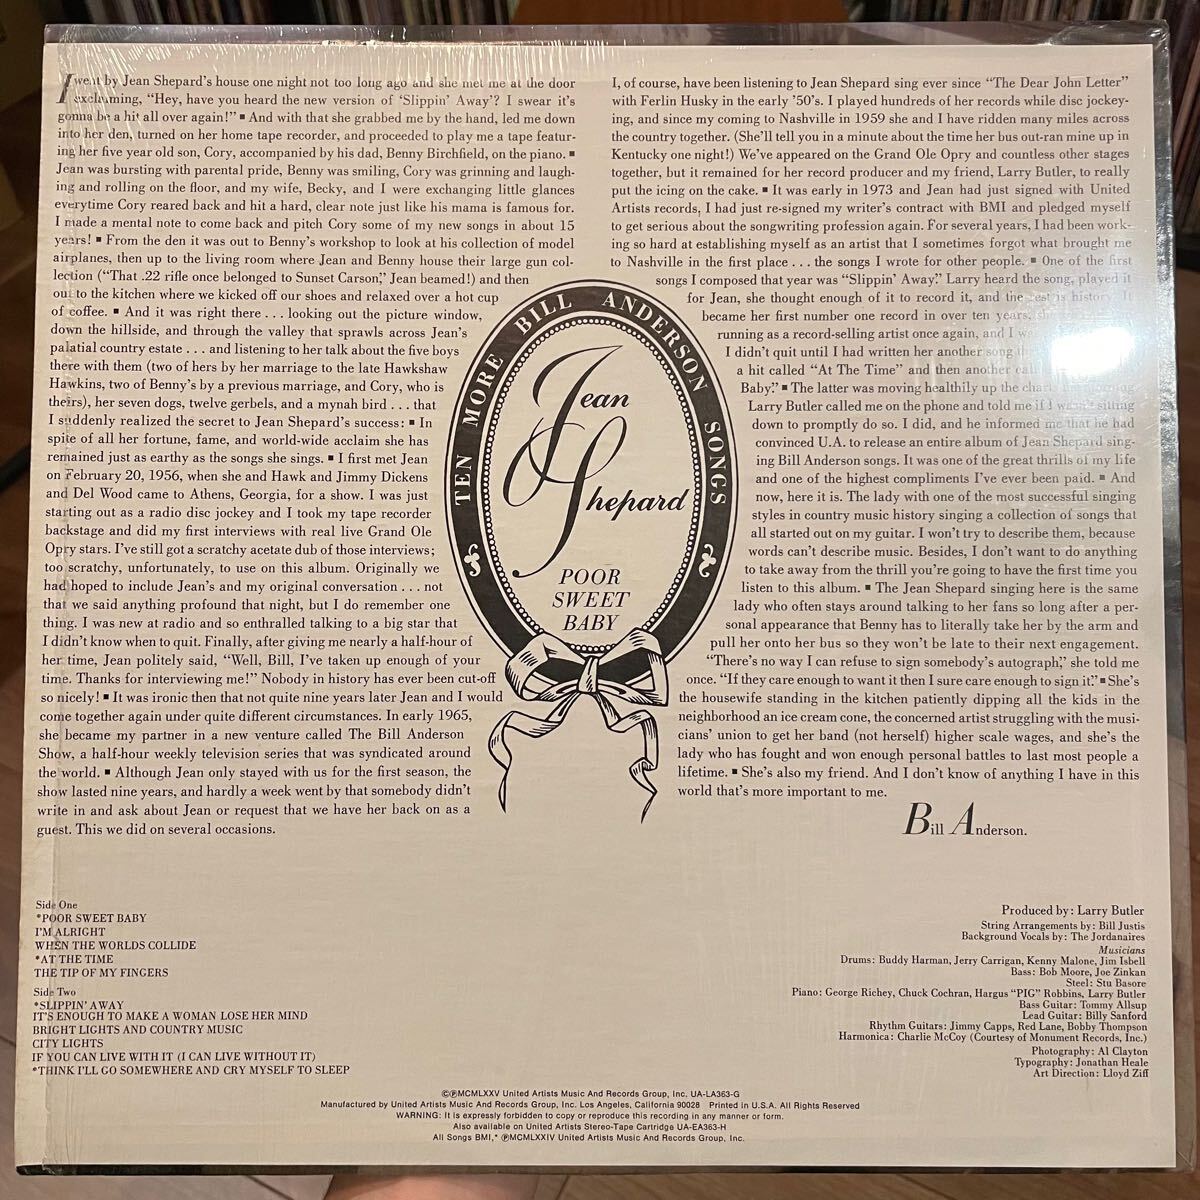 I went by Jean Shepard's house one night not too long ago and she met me at the door
exclaiming, “Hey, have you heard the new version of ‘Slippin’ Away’? I swear it's
gonna be a hit all over again!” ■ And with that she grabbed me by the hand, led me down
into her den, turned on her home tape recorder, and proceeded to play me a tape featur-
ing her five year old son, Cory, accompanied by his dad, Benny Birchfield, on the piano. ■
Jean was bursting with parental pride, Benny was smiling, Cory was grinning and laugh-
ing and rolling on the floor, and my wife, Becky, and I were exchanging little glances
everytime Cory reared back and hit a hard, clear note just like his mama is famous for.
I made a mental note to come back and pitch Cory some of my new songs in about 15
years! ■ From the den it was out to Benny's workshop to look at his collection of model
airplanes, then up to the living room where Jean and Benny house their large gun col-
lection (“That .22 rifle once belonged to Sunset Carson,” Jean beamed!) and then
out to the kitchen where we kicked off our shoes and relaxed over a hot cup
of coffee. ■ And it was right there . . . looking out the picture window,
down the hillside, and through the valley that sprawls across Jean's
palatial country estate . . . and listening to her talk about the five boys
there with them (two of hers by her marriage to the late Hawkshaw
Hawkins, two of Benny's by a previous marriage, and Cory, who is
theirs), her seven dogs, twelve gerbels, and a mynah bird . . . that
I suddenly realized the secret to Jean Shepard's success: ■ In
spite of all her fortune, fame, and world-wide acclaim she has
remained just as earthy as the songs she sings. ■ I first met Jean
on February 20, 1956, when she and Hawk and Jimmy Dickens
and Del Wood came to Athens, Georgia, for a show. I was just
starting out as a radio disc jockey and I took my tape recorder
backstage and did my first interviews with real live Grand Ole
Opry stars. I've still got a scratchy acetate dub of those interviews;
too scratchy, unfortunately, to use on this album. Originally we
had hoped to include Jean's and my original conversation . . . not
that we said anything profound that night, but I do remember one
thing. I was new at radio and so enthralled talking to a big star that
I didn't know when to quit. Finally, after giving me nearly a half-hour of
her time, Jean politely said, “Well, Bill, I've taken up enough of your
time. Thanks for interviewing me!” Nobody in history has ever been cut-off
so nicely! ■ It was ironic then that not quite nine years later Jean and I would
come together again under quite different circumstances. In early 1965,
she became my partner in a new venture called The Bill Anderson
Show, a half-hour weekly television series that was syndicated around
the world. ■ Although Jean only stayed with us for the first season, the
show lasted nine years, and hardly a week went by that somebody didn't
write in and ask about Jean or request that we have her back on as a
guest. This we did on several occasions.
I, of course, have been listening to Jean Shepard sing ever since “The Dear John Letter”
with Ferlin Husky in the early ’50’s. I played hundreds of her records while disc jockey-
ing, and since my coming to Nashville in 1959 she and I have ridden many miles across
the country together. (She'll tell you in a minute about the time her bus out-ran mine up in
Kentucky one night!) We've appeared on the Grand Ole Opry and countless other stages
together, but it remained for her record producer and my friend, Larry Butler, to really
put the icing on the cake. ■ It was early in 1973 and Jean had just signed with United
Artists records, I had just re-signed my writer's contract with BMI and pledged myself
to get serious about the songwriting profession again. For several years, I had been work-
ing so hard at establishing myself as an artist that I sometimes forgot what brought me
to Nashville in the first place . . . the songs I wrote for other people. ■ One of the first
songs I composed that year was “Slippin’ Away.” Larry heard the song, played it
for Jean, she thought enough of it to record it, and the rest is history. It
became her first number one record in over ten years,
running as a record-selling artist once again, and I
I didn't quit until I had written her another song
a hit called “At The Time” and then another
Baby.” ■ The latter was moving healthily up the
Larry Butler called me on the phone and told me if I sitting
down to promptly do so. I did, and he informed me that he had
convinced U.A. to release an entire album of Jean Shepard sing-
ing Bill Anderson songs. It was one of the great thrills of my life
and one of the highest compliments I've ever been paid. ■ And
now, here it is. The lady with one of the most successful singing
styles in country music history singing a collection of songs that
all started out on my guitar. I won't try to describe them, because
words can't describe music. Besides, I don't want to do anything
to take away from the thrill you're going to have the first time you
listen to this album. ■ The Jean Shepard singing here is the same
lady who often stays around talking to her fans so long after a per-
sonal appearance that Benny has to literally take her by the arm and
pull her onto her bus so they won't be late to their next engagement.
“There's no way I can refuse to sign somebody's autograph,” she told me
once. “If they care enough to want it then I sure care enough to sign it.” ■ She's
the housewife standing in the kitchen patiently dipping all the kids in the
neighborhood an ice cream cone, the concerned artist struggling with the musi-
cians’ union to get her band (not herself) higher scale wages, and she's the
lady who has fought and won enough personal battles to last most people a
lifetime. ■ She's also my friend. And I don't know of anything I have in this
world that's more important to me.
Bill Anderson.
TEN MORE BILL ANDERSON SONGS
Jean
Shepard
POOR
SWEET
BABY
Side One
*POOR SWEET BABY
I'M ALRIGHT
WHEN THE WORLDS COLLIDE
*AT THE TIME
THE TIP OF MY FINGERS
Side Two
*SLIPPIN’ AWAY
IT'S ENOUGH TO MAKE A WOMAN LOSE HER MIND
BRIGHT LIGHTS AND COUNTRY MUSIC
CITY LIGHTS
IF YOU CAN LIVE WITH IT (I CAN LIVE WITHOUT IT)
*THINK I'LL GO SOMEWHERE AND CRY MYSELF TO SLEEP
Produced by: Larry Butler
String Arrangements by: Bill Justis
Background Vocals by: The Jordanaires
Musicians
Drums: Buddy Harman, Jerry Carrigan, Kenny Malone, Jim Isbell
Bass: Bob Moore, Joe Zinkan
Steel: Stu Basore
Piano: George Richey, Chuck Cochran, Hargus “PIG” Robbins, Larry Butler
Bass Guitar: Tommy Allsup
Lead Guitar: Billy Sanford
Rhythm Guitars: Jimmy Capps, Red Lane, Bobby Thompson
Harmonica: Charlie McCoy (Courtesy of Monument Records, Inc.)
Photography: Al Clayton
Typography: Jonathan Heale
Art Direction: Lloyd Ziff
©℗MCMLXXV United Artists Music And Records Group, Inc. UA-LA363-G
Manufactured by United Artists Music And Records Group, Inc. Los Angeles, California 90028 Printed in U.S.A. All Rights Reserved
WARNING: It is expressly forbidden to copy or reproduce this recording in any manner or form.
Also available on United Artists Stereo-Tape Cartridge UA-EA363-H
All Songs BMI,* ℗MCMLXXIV United Artists Music And Records Group, Inc.